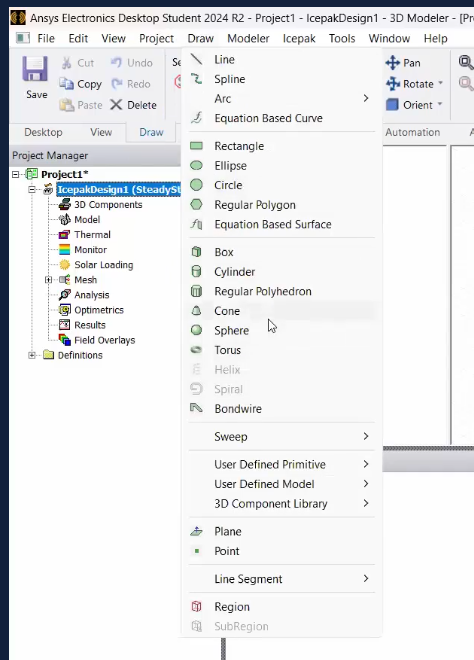 Ansys Electronics Desktop Student 2024 R2 - Project1 - IcepakDesign1 - 3D Modeler - [Pr
File Edit View Project Draw Modeler Icepak Tools Window Help
Save
Cut
Copy
Paste
Undo
Redo
Delete
Se
Pan
Rotate
Orient
Desktop View Draw
Automation
Project Manager
Project1*
IcepakDesign1 (SteadySt
3D Components
Model
Thermal
Monitor
Solar Loading
Mesh
Analysis
Optimetrics
Results
Field Overlays
Definitions
Line
Spline
Arc
Equation Based Curve
Rectangle
Ellipse
Circle
Regular Polygon
Equation Based Surface
Box
Cylinder
Regular Polyhedron
Cone
Sphere
Torus
Helix
Spiral
Bondwire
Sweep
User Defined Primitive
User Defined Model
3D Component Library
Plane
Point
Line Segment
Region
SubRegion